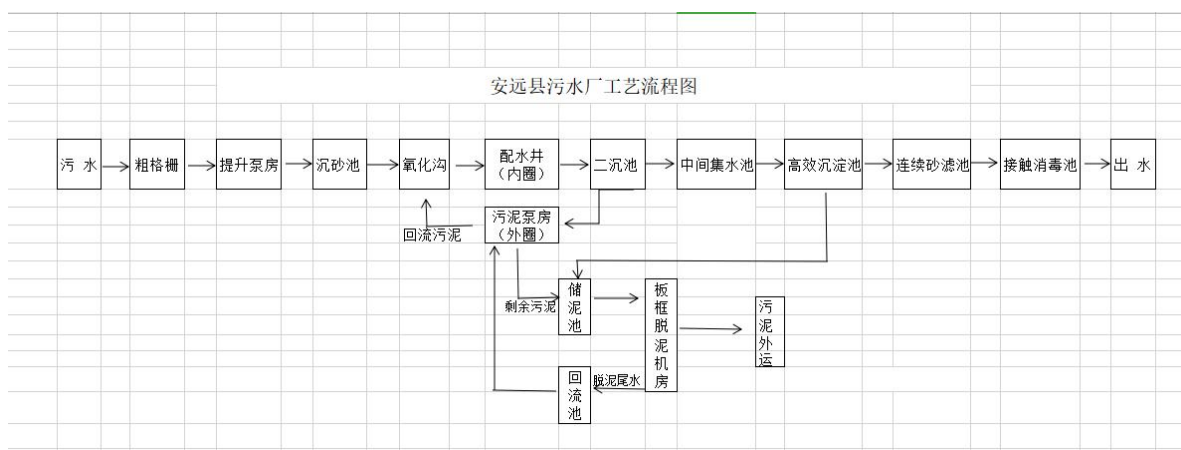 安远县污水厂工艺流程图
污 水
粗格栅
提升泵房
沉砂池
氧化沟
配水井
（内圈）
二沉池
中间集水池
高效沉淀池
连续砂滤池
接触消毒池
出 水
污泥泵房
（外圈）
回流污泥
剩余污泥
储泥池
板框脱泥机房
污泥外运
脱泥尾水
回流池